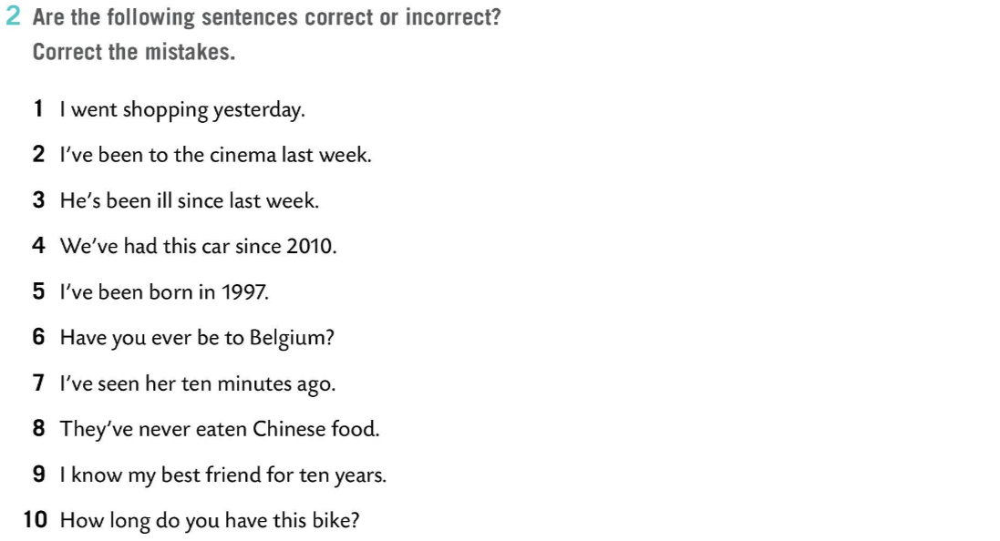 2 Are the following sentences correct or incorrect?
Correct the mistakes.
1 I went shopping yesterday.
2 I’ve been to the cinema last week.
3 He’s been ill since last week.
4 We’ve had this car since 2010.
5 I’ve been born in 1997.
6 Have you ever be to Belgium?
7 I’ve seen her ten minutes ago.
8 They’ve never eaten Chinese food.
9 I know my best friend for ten years.
10 How long do you have this bike?